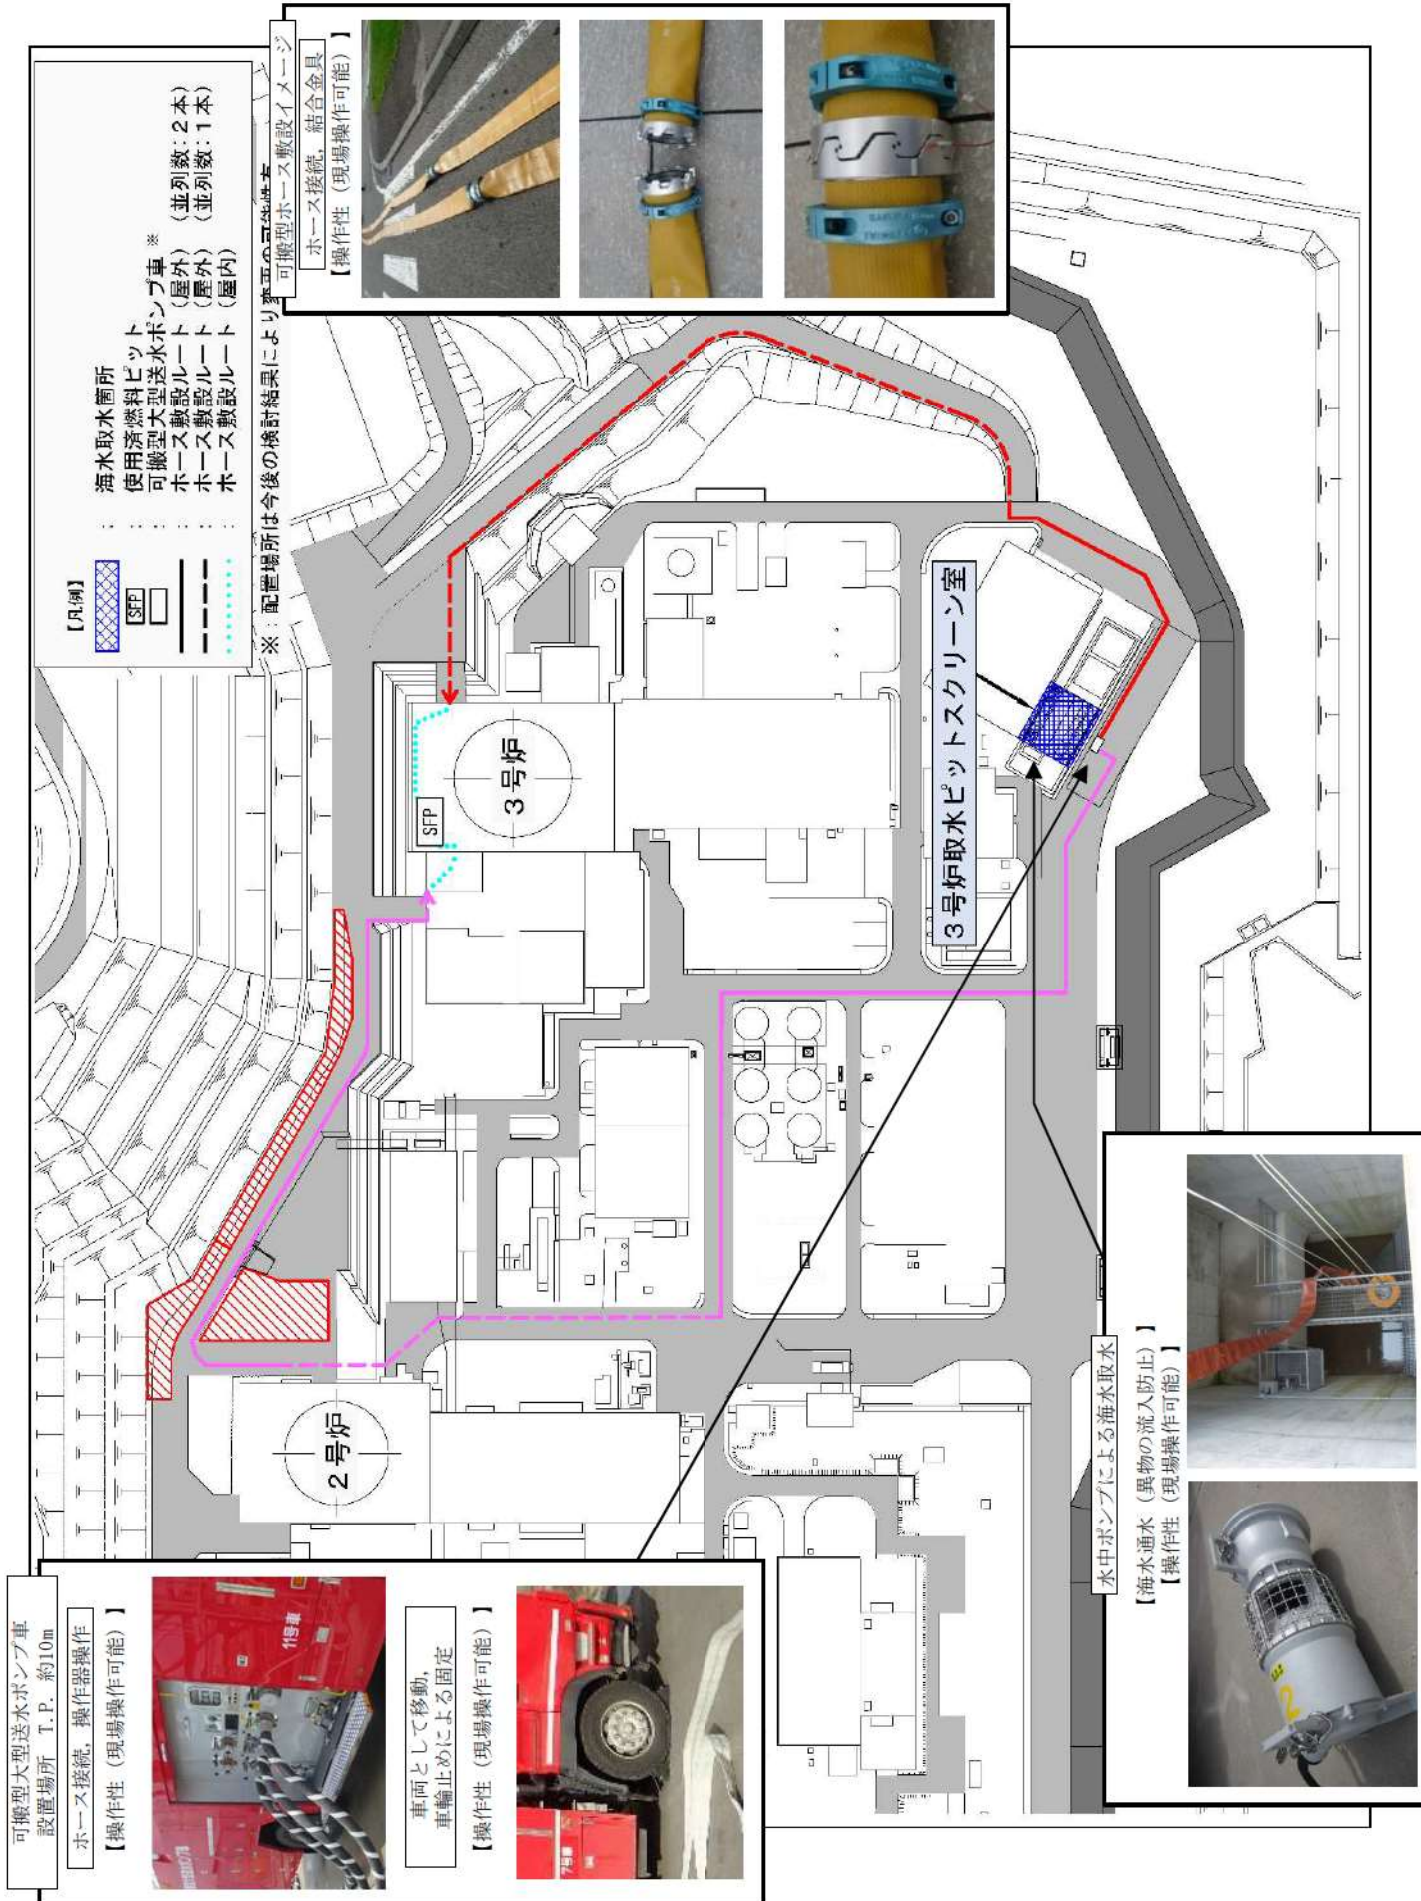 可搬型大型送水ポンプ車
設置場所 T.P. 約10m
ホース接続, 操作器操作
【操作性（現場操作可能）】
11号車
車両として移動,
車輪止めによる固定
【操作性（現場操作可能）】
【凡例】
： 海水取水箇所
SFP ： 使用済燃料ピット
： 可搬型大型送水ポンプ車※
： ホース敷設ルート（屋外）（並列数：2本）
： ホース敷設ルート（屋外）（並列数：1本）
： ホース敷設ルート（屋内）
※：配置場所は今後の検討結果により変更の可能性有
可搬型ホース敷設イメージ
ホース接続, 結合金具
【操作性（現場操作可能）】
2号炉
3号炉
SFP
3号炉取水ピットスクリーン室
水中ポンプによる海水取水
【海水通水（異物の流入防止）】
【操作性（現場操作可能）】
2